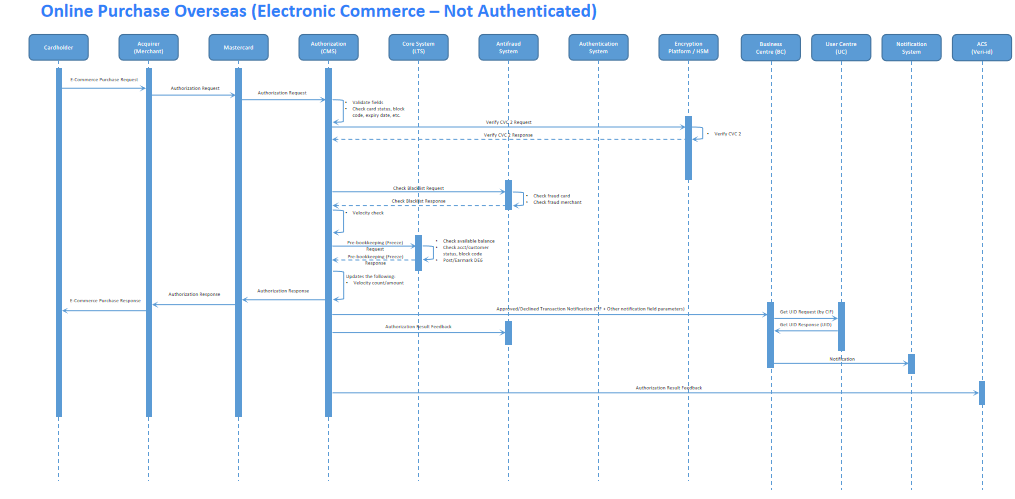 Online Purchase Overseas (Electronic Commerce – Not Authenticated)
Cardholder
Acquirer
(Merchant)
Mastercard
Authorization
(CMS)
Core System
(LTS)
Antifraud
System
Authentication
System
Encryption
Platform / HSM
Business
Centre (BC)
User Centre
(UC)
Notification
System
ACS
(Veri-id)
E-Commerce Purchase Request
Authorization Request
Authorization Request
• Validate fields
• Check card status, block
code, expiry date, etc.
Verify CVC 2 Request
Verify CVC 2 Response
• Verify CVC 2
Check Blacklist Request
Check Blacklist Response
• Check fraud card
• Check fraud merchant
• Velocity check
Pre-bookkeeping (Freeze)
Request
Pre-bookkeeping (Freeze)
Response
• Check available balance
• Check acct/customer
status, block code
• Post/Earmark
Updates the following:
• Velocity count/amount
Authorization Response
Authorization Response
E-Commerce Purchase Response
Approved/Declined Transaction Notification (CIF + Other notification field parameters)
Get UID Request (by CIF)
Get UID Response (UID)
Authorization Result Feedback
Notification
Authorization Result Feedback